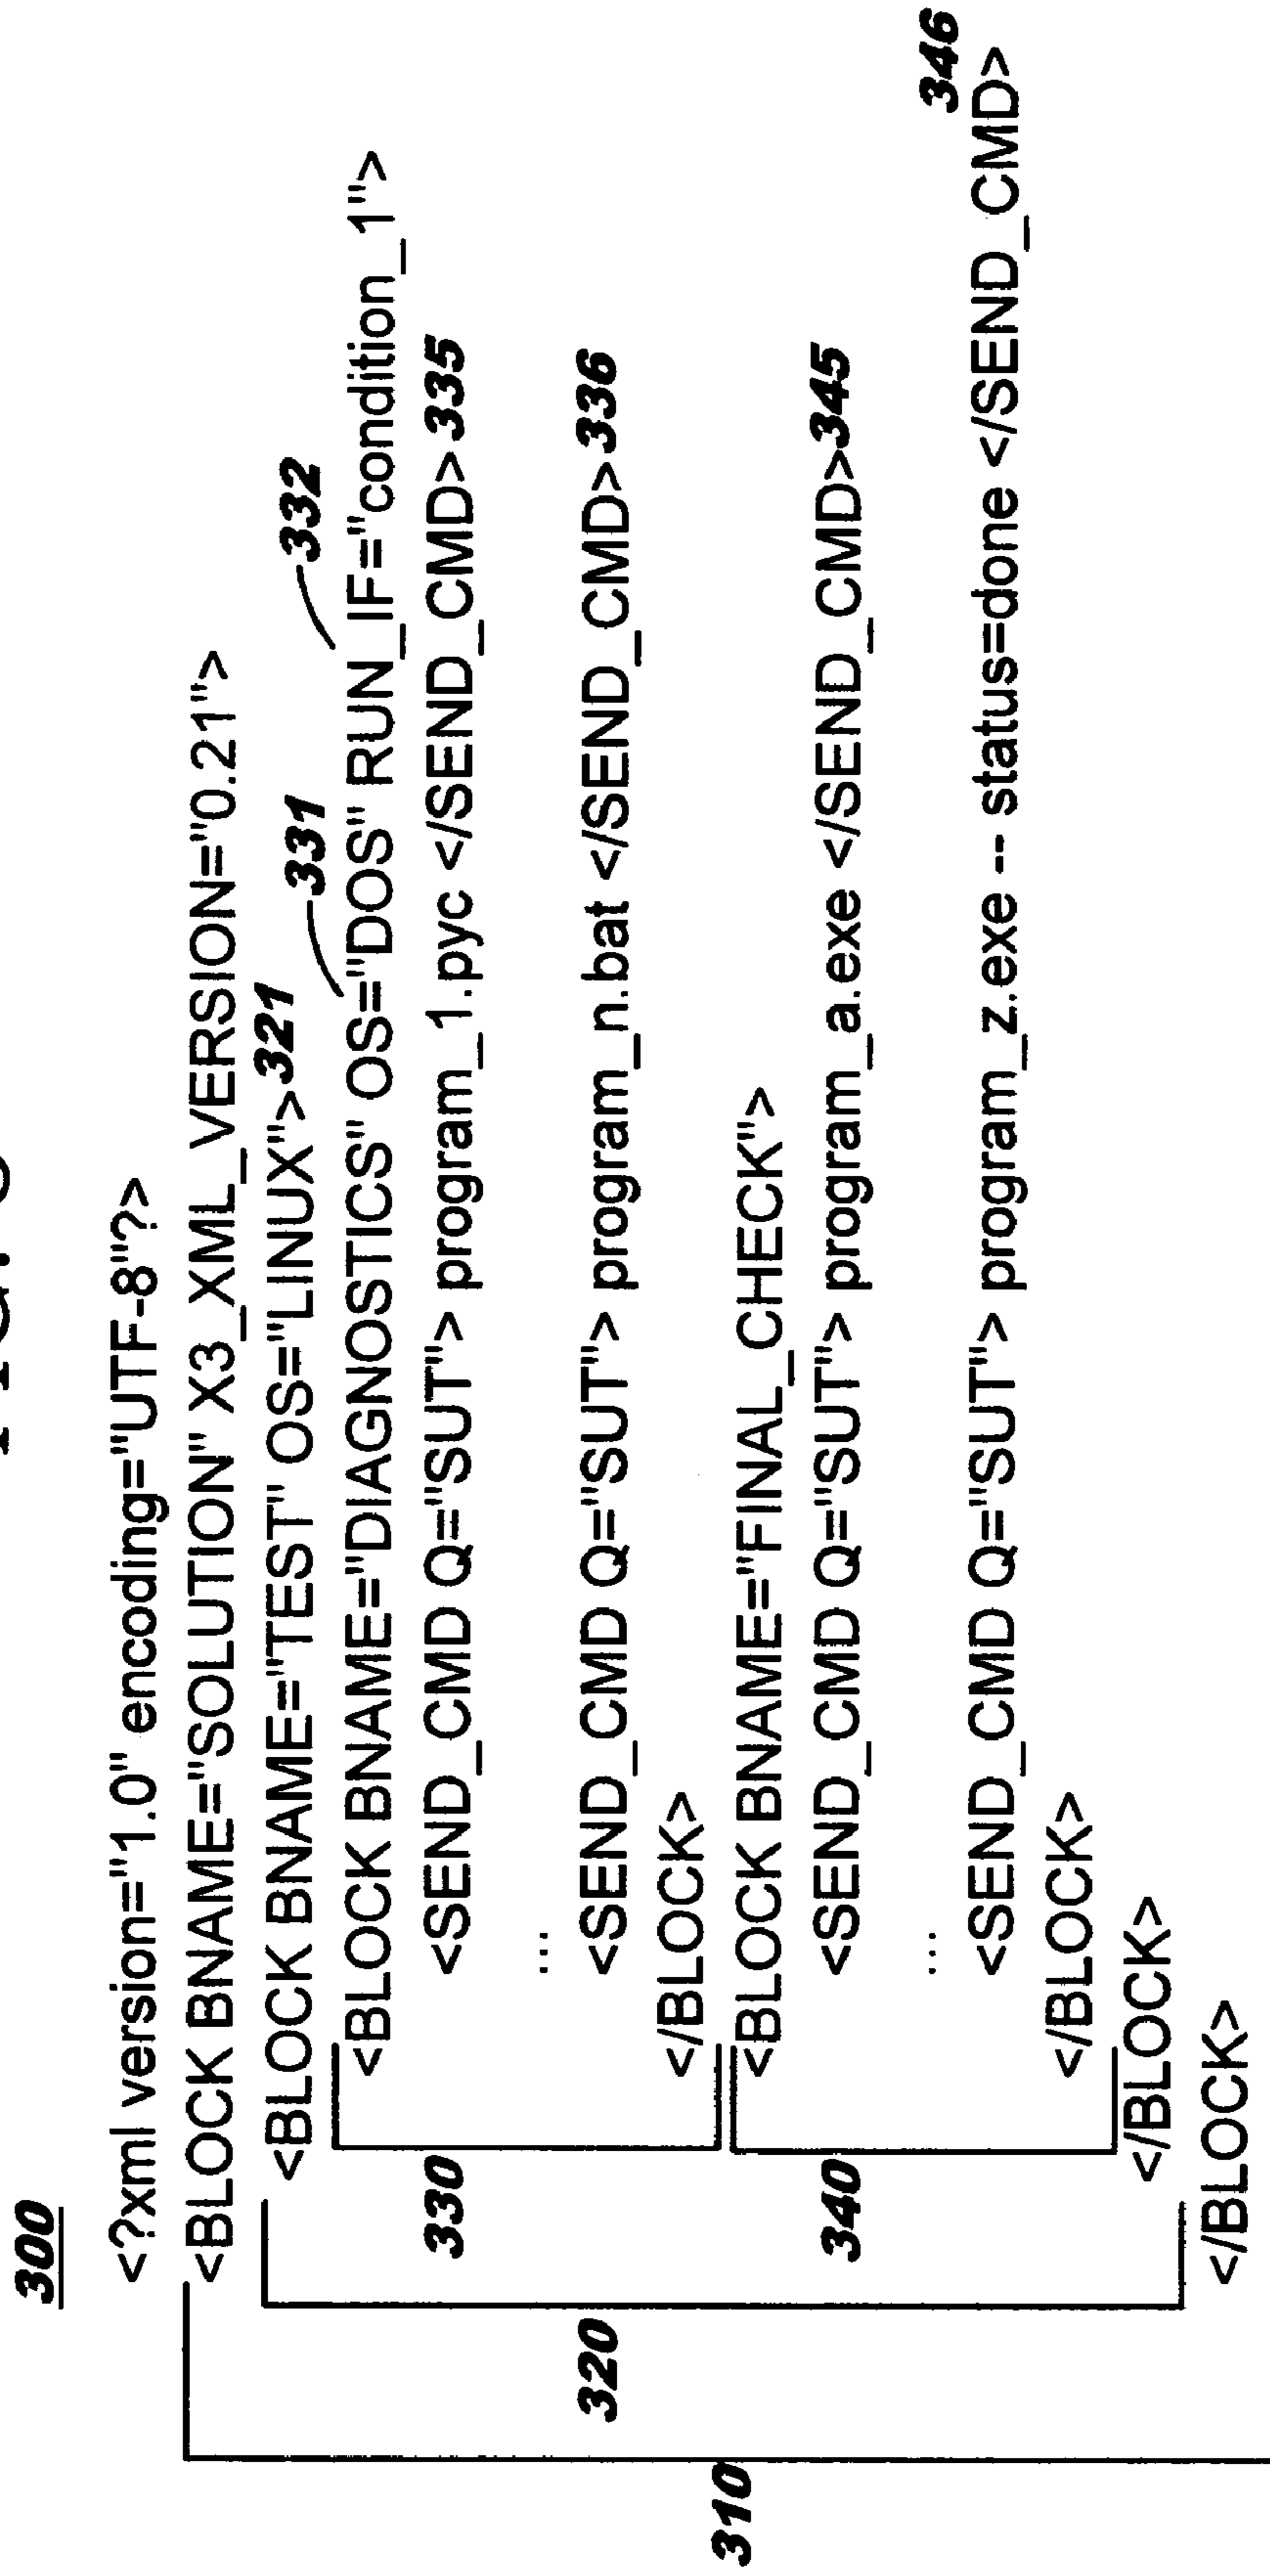 300
<?xml version="1.0" encoding="UTF-8"?>
<BLOCK BNAME="SOLUTION" X3_XML_VERSION="0.21">
<BLOCK BNAME="TEST" OS="LINUX"> 321
331 332
<BLOCK BNAME="DIAGNOSTICS" OS="DOS" RUN_IF="condition_1">
<SEND_CMD Q="SUT"> program_1.pyc </SEND_CMD> 335
...
<SEND_CMD Q="SUT"> program_n.bat </SEND_CMD> 336
</BLOCK>
<BLOCK BNAME="FINAL_CHECK">
<SEND_CMD Q="SUT"> program_a.exe </SEND_CMD> 345
...
346
<SEND_CMD Q="SUT"> program_z.exe -- status=done </SEND_CMD>
</BLOCK>
</BLOCK>
</BLOCK>
330
340
320
310